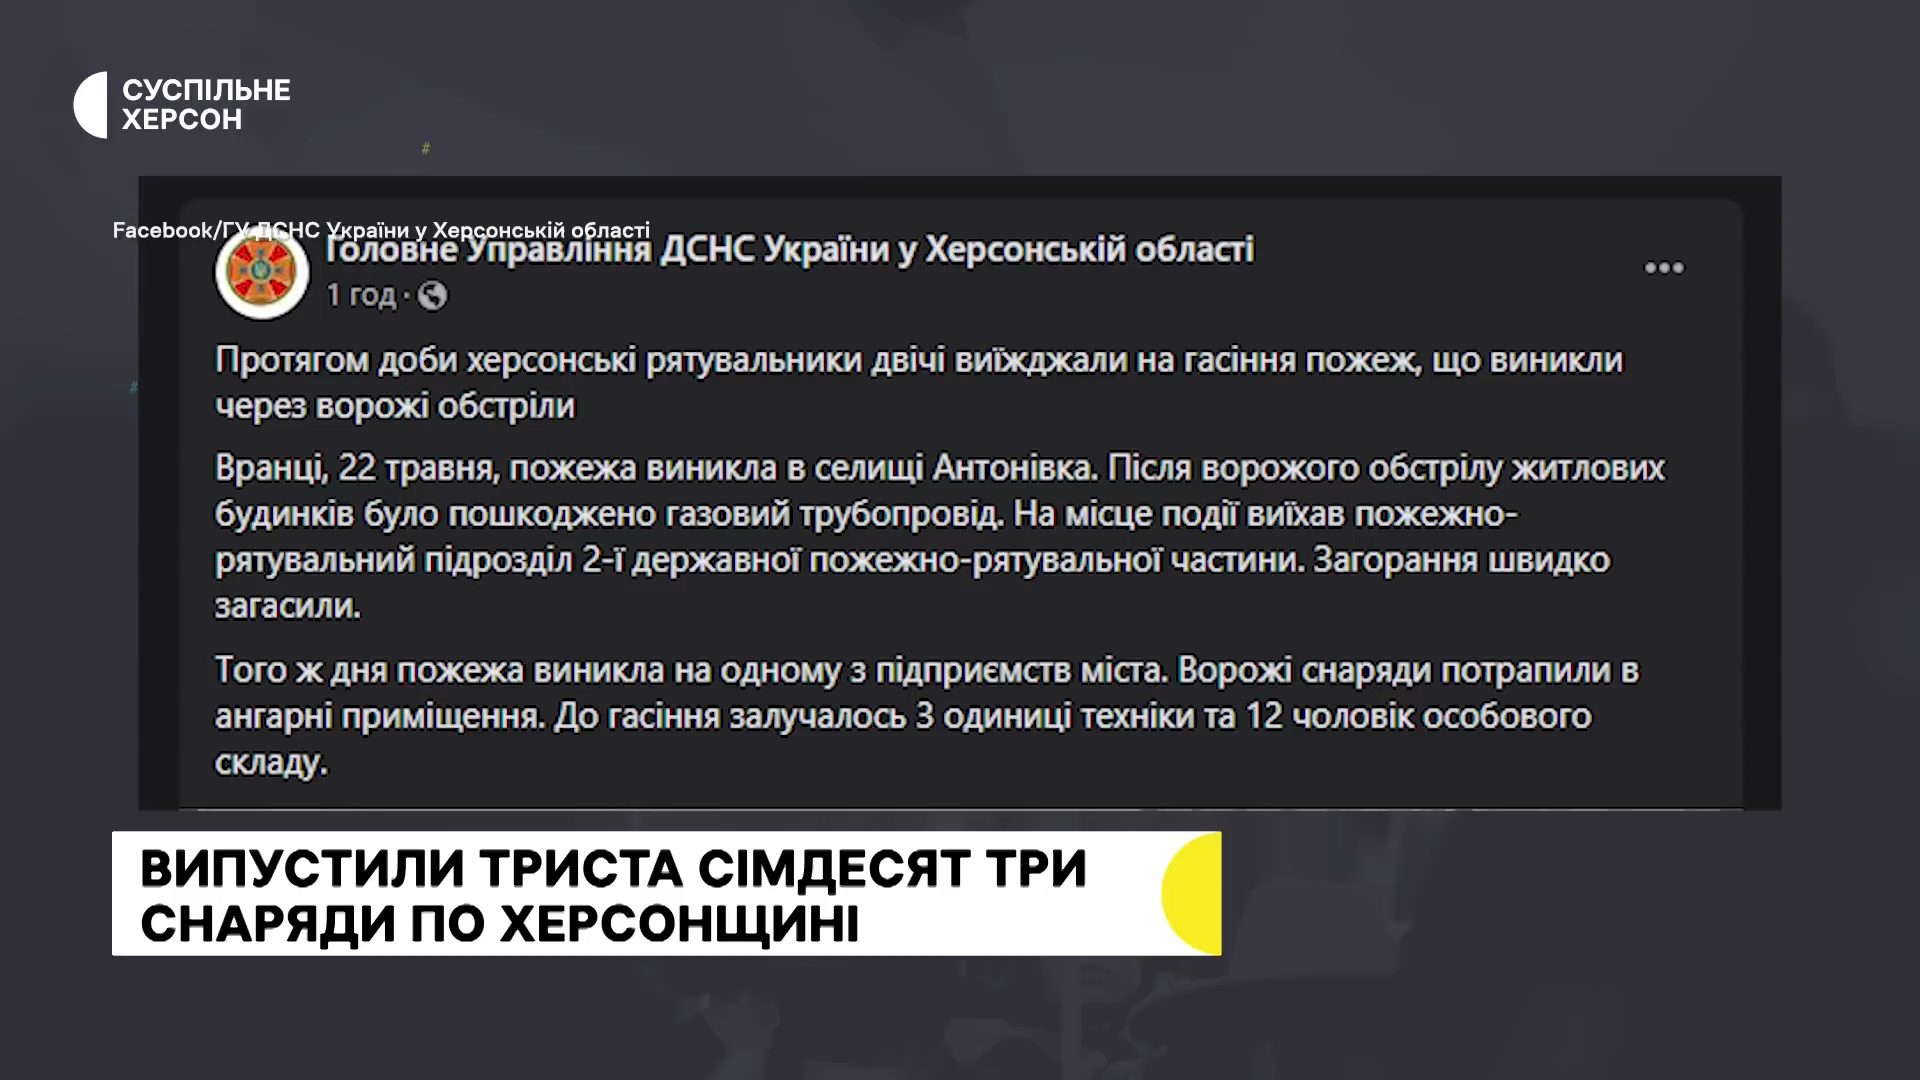 СУСПІЛЬНЕ
ХЕРСОН
#
Facebook/ГУ ДСНС України у Херсонській області
Головне Управління ДСНС України у Херсонській області
1 год ·
#
Протягом доби херсонські рятувальники двічі виїжджали на гасіння пожеж, що виникли
через ворожі обстріли
Вранці, 22 травня, пожежа виникла в селищі Антонівка. Після ворожого обстрілу житлових
будинків було пошкоджено газовий трубопровід. На місце події виїхав пожежно-
рятувальний підрозділ 2-ї державної пожежно-рятувальної частини. Загорання швидко
загасили.
Того ж дня пожежа виникла на одному з підприємств міста. Ворожі снаряди потрапили в
ангарні приміщення. До гасіння залучалось 3 одиниці техніки та 12 чоловік особового
складу.
ВИПУСТИЛИ ТРИСТА СІМДЕСЯТ ТРИ
СНАРЯДИ ПО ХЕРСОНЩИНІ